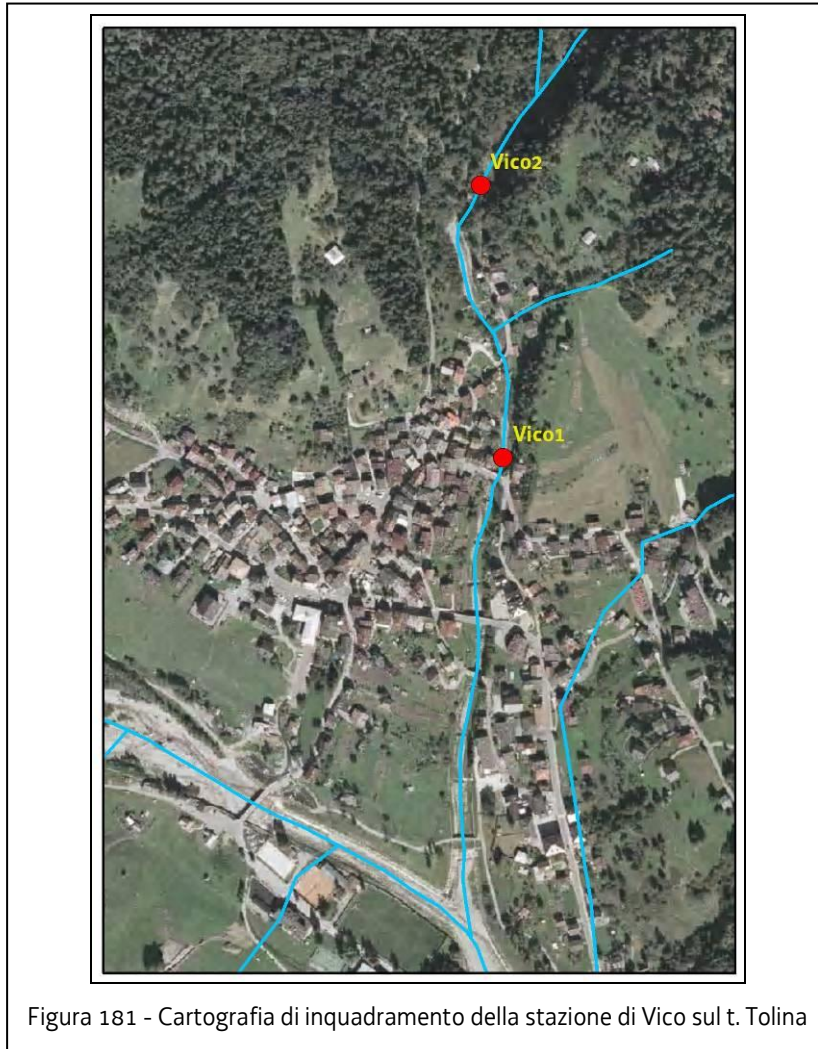 Vico2
Vico1
Figura 181 - Cartografia di inquadramento della stazione di Vico sul t. Tolina